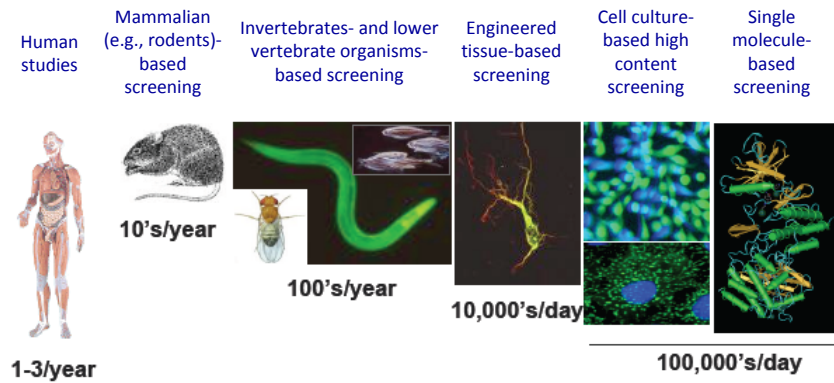 Human
studies
Mammalian
(e.g., rodents)-
based
screening
Invertebrates- and lower
vertebrate organisms-
based screening
Engineered
tissue-based
screening
Cell culture-
based high
content
screening
Single
molecule-
based
screening
1-3/year
10's/year
100's/year
10,000's/day
100,000's/day